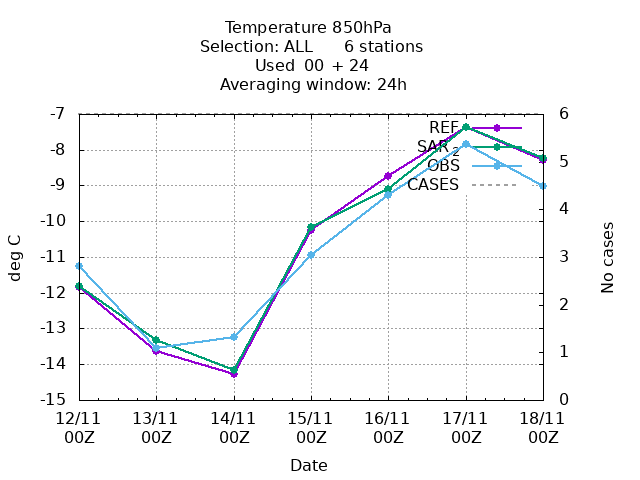 Temperature 850hPa
Selection: ALL 6 stations
Used 00 + 24
Averaging window: 24h
-7
-8
-9
-10
-11
-12
-13
-14
-15
deg C
6
5
4
3
2
1
0
No cases
REF
SAR 2
OBS
CASES
12/11 13/11 14/11 15/11 16/11 17/11 18/11
00Z 00Z 00Z 00Z 00Z 00Z 00Z
Date